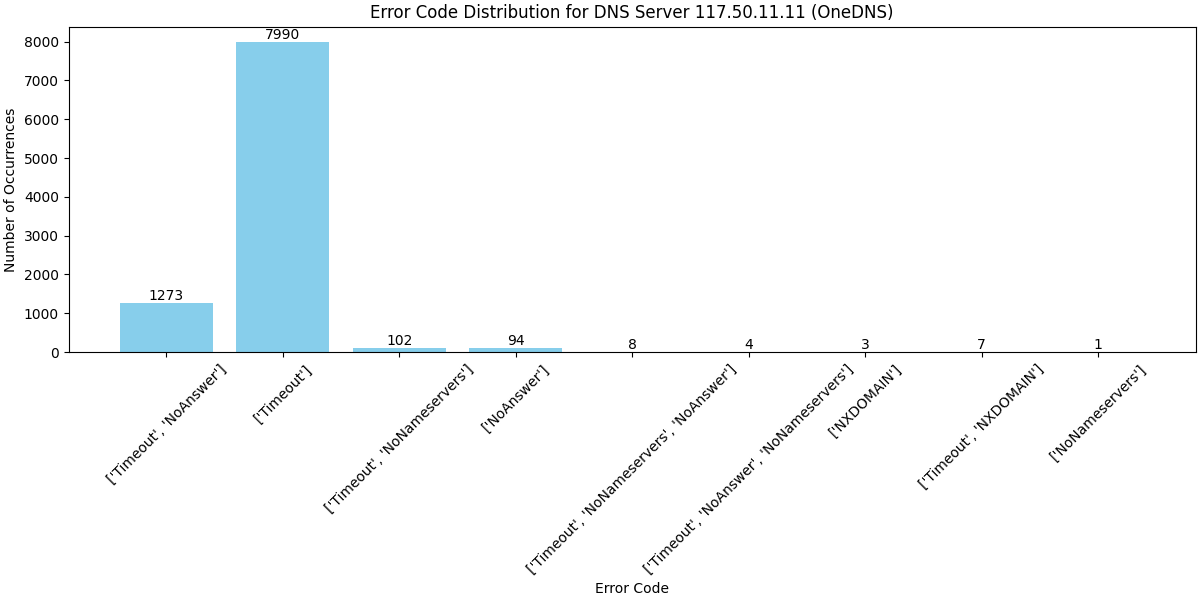 Error Code Distribution for DNS Server 117.50.11.11 (OneDNS)
Number of Occurrences
8000
7000
6000
5000
4000
3000
2000
1000
0
1273
7990
102
94
8
4
3
7
1
['Timeout', 'NoAnswer']
['Timeout']
['Timeout', 'NoNameservers']
['NoAnswer']
['Timeout', 'NoNameservers', 'NoAnswer']
['Timeout', 'NoAnswer', 'NoNameservers']
['NXDOMAIN']
['Timeout', 'NXDOMAIN']
['NoNameservers']
Error Code